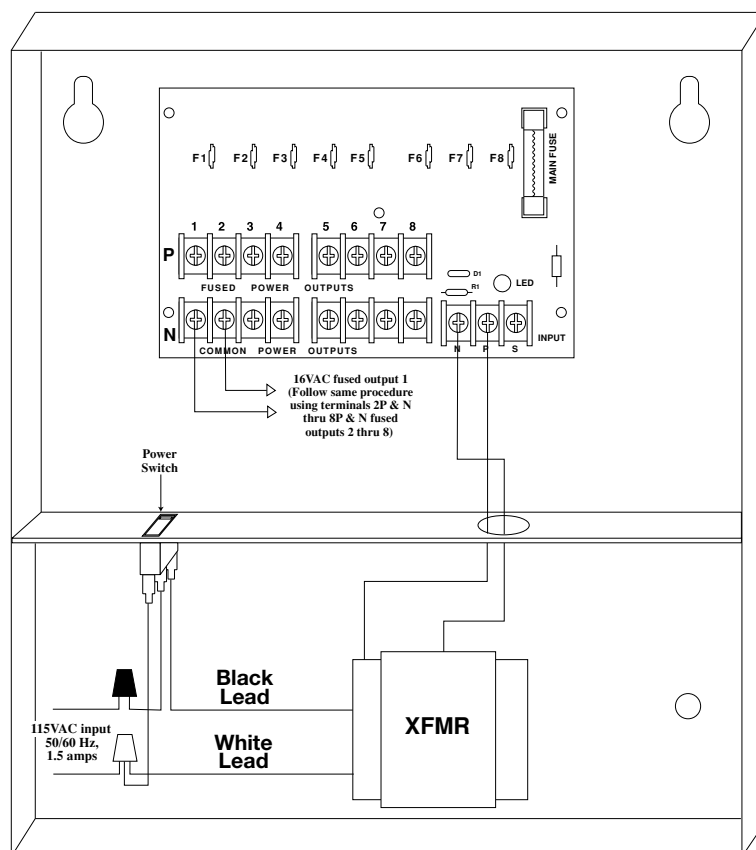 F1 F2 F3 F4 F5 F6 F7 F8
MAIN FUSE
1 2 3 4 5 6 7 8
P
FUSED POWER OUTPUTS
D1
R1
LED
N
COMMON POWER OUTPUTS
INPUT
N P S
16VAC fused output 1
(Follow same procedure
using terminals 2P & N
thru 8P & N fused
outputs 2 thru 8)
Power
Switch
Black
Lead
115VAC input
50/60 Hz,
1.5 amps
White
Lead
XFMR